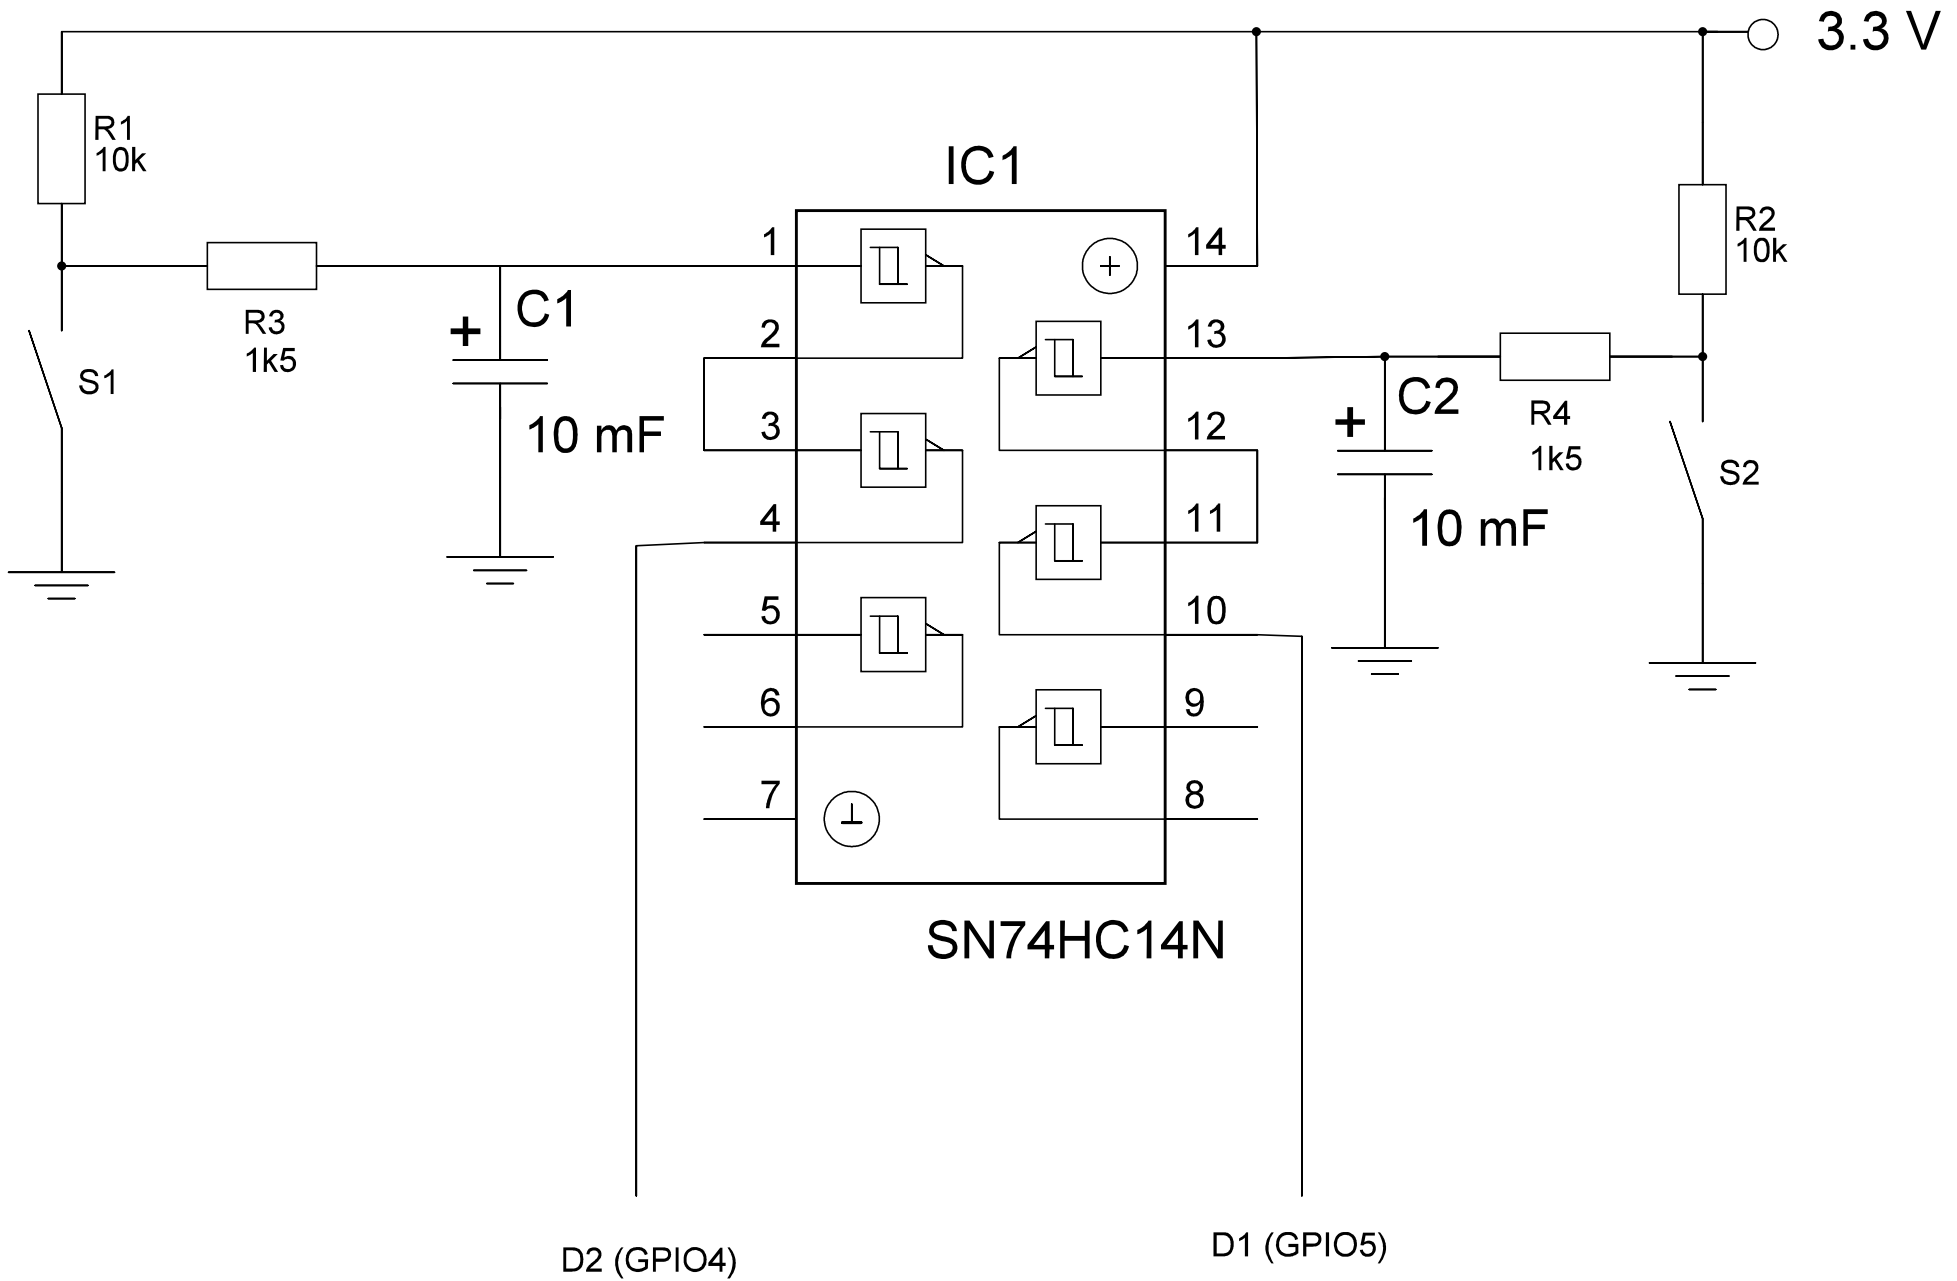 3.3 V
R1
10k
IC1
R2
10k
1
14
R3
1k5
C1
+
2
13
S1
10 mF
3
12
C2
+
R4
1k5
S2
4
11
10 mF
5
10
6
9
7
8
SN74HC14N
D2 (GPIO4)
D1 (GPIO5)